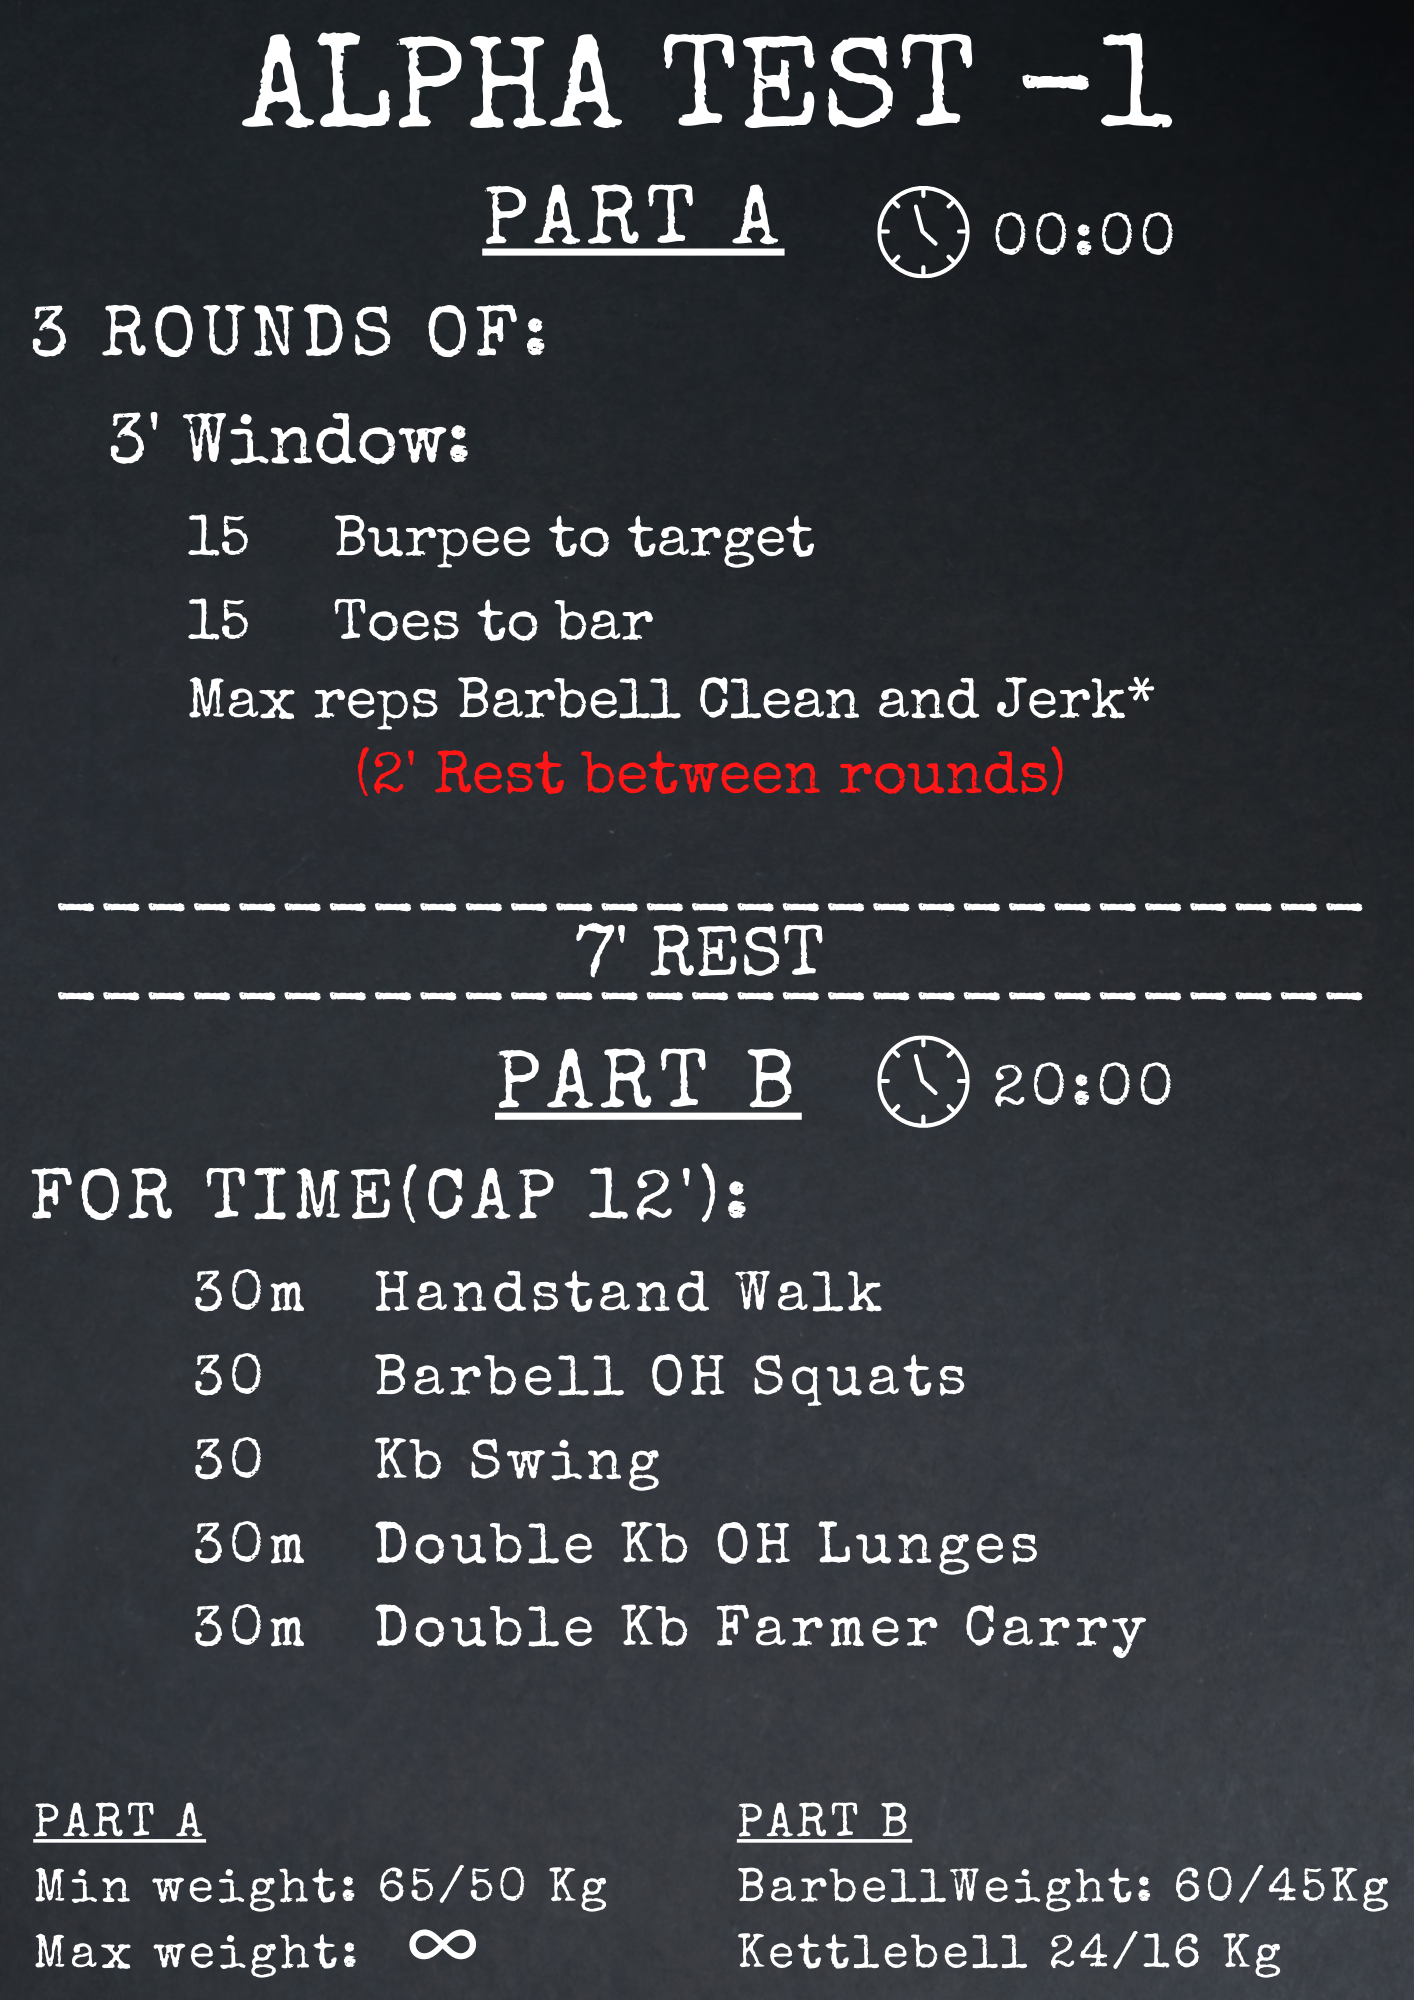 ALPHA TEST -1
PART A 00:00
3 ROUNDS OF:
3' Window:
15 Burpee to target
15 Toes to bar
Max reps Barbell Clean and Jerk*
(2' Rest between rounds)
7' REST
PART B 20:00
FOR TIME(CAP 12'):
30m Handstand Walk
30 Barbell OH Squats
30 Kb Swing
30m Double Kb OH Lunges
30m Double Kb Farmer Carry
PART A
Min weight: 65/50 Kg
Max weight: ∞
PART B
BarbellWeight: 60/45Kg
Kettlebell 24/16 Kg